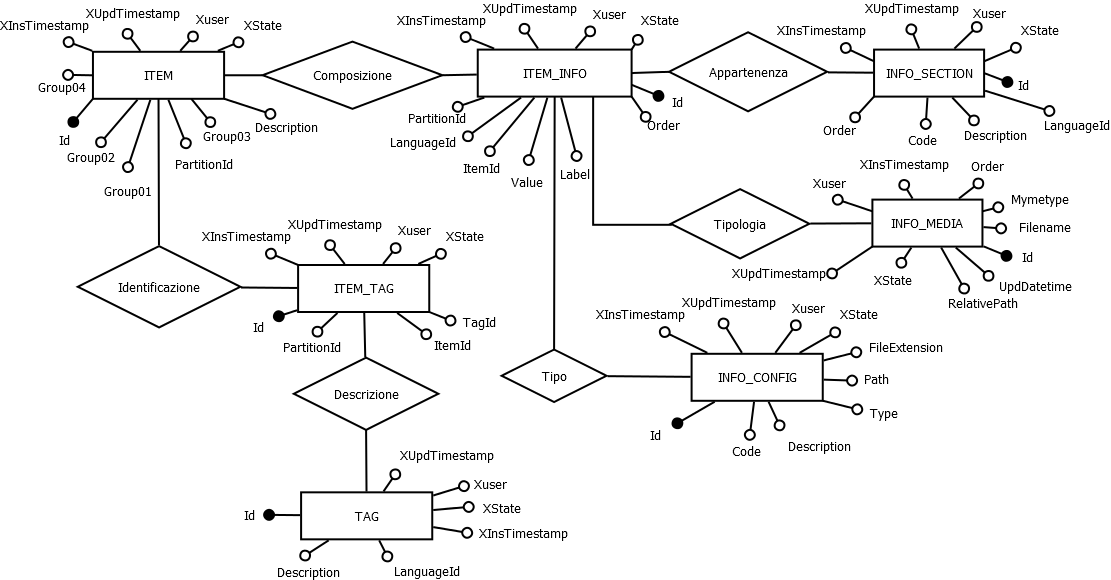 XInsTimestamp
XUpdTimestamp
Xuser
XState
ITEM
Group04
Id
Group02
Group01
PartitionId
Group03
Description
Composizione
XInsTimestamp
XUpdTimestamp
Xuser
XState
ITEM_INFO
PartitionId
LanguageId
ItemId
Value
Label
Order
Id
Appartenenza
XInsTimestamp
XUpdTimestamp
Xuser
XState
INFO_SECTION
Id
Order
Code
Description
LanguageId
Tipologia
XInsTimestamp
Order
Xuser
Mymetype
INFO_MEDIA
Filename
Id
XUpdTimestamp
XState
RelativePath
UpdDatetime
Identificazione
XInsTimestamp
XUpdTimestamp
Xuser
XState
ITEM_TAG
Id
PartitionId
ItemId
TagId
Tipo
XInsTimestamp
XUpdTimestamp
Xuser
XState
FileExtension
INFO_CONFIG
Path
Type
Id
Code
Description
Descrizione
XUpdTimestamp
Xuser
XState
XInsTimestamp
Id
TAG
Description
LanguageId